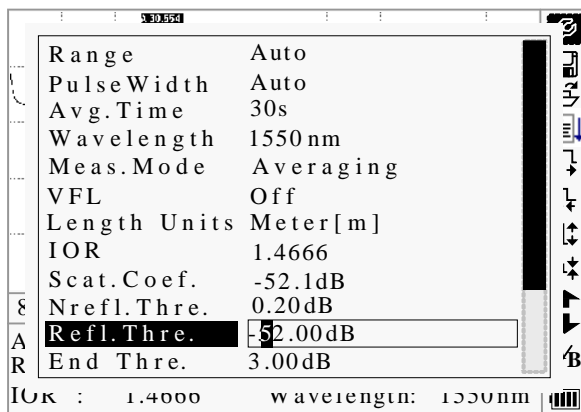 A 30.554
Range Auto
PulseWidth Auto
Avg.Time 30s
Wavelength 1550nm
Meas.Mode Averaging
VFL Off
Length Units Meter[m]
IOR 1.4666
Scat.Coef. -52.1dB
Nrefl.Thre. 0.20dB
Refl.Thre. -52.00dB
End Thre. 3.00dB
A
R
B
IOR : 1.4666 Wavelength: 1550nm